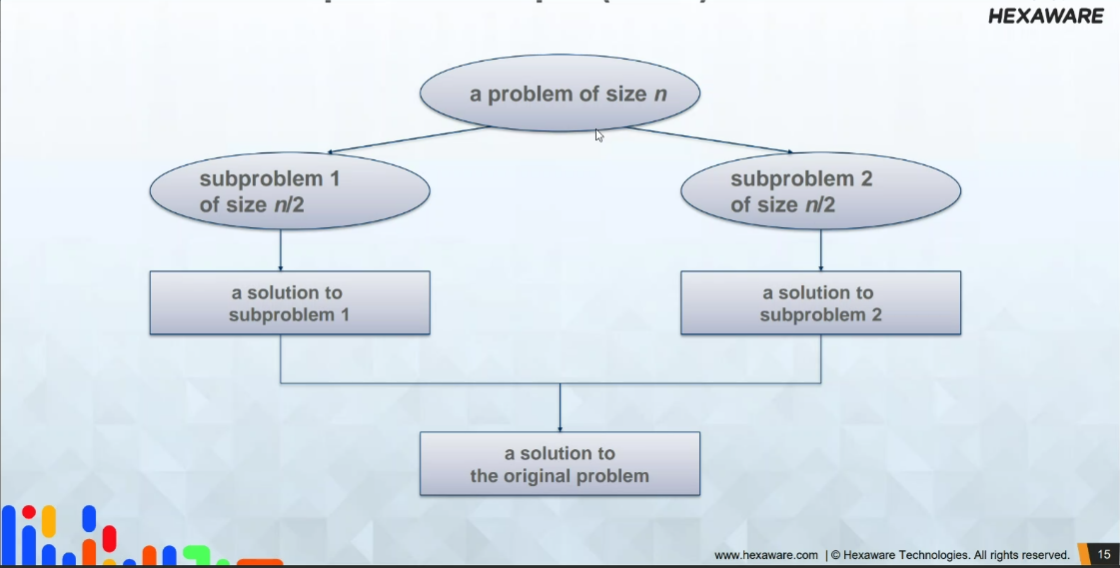 HEXAWARE
a problem of size n
subproblem 1
of size n/2
subproblem 2
of size n/2
a solution to
subproblem 1
a solution to
subproblem 2
a solution to
the original problem
www.hexaware.com | © Hexaware Technologies. All rights reserved.
15